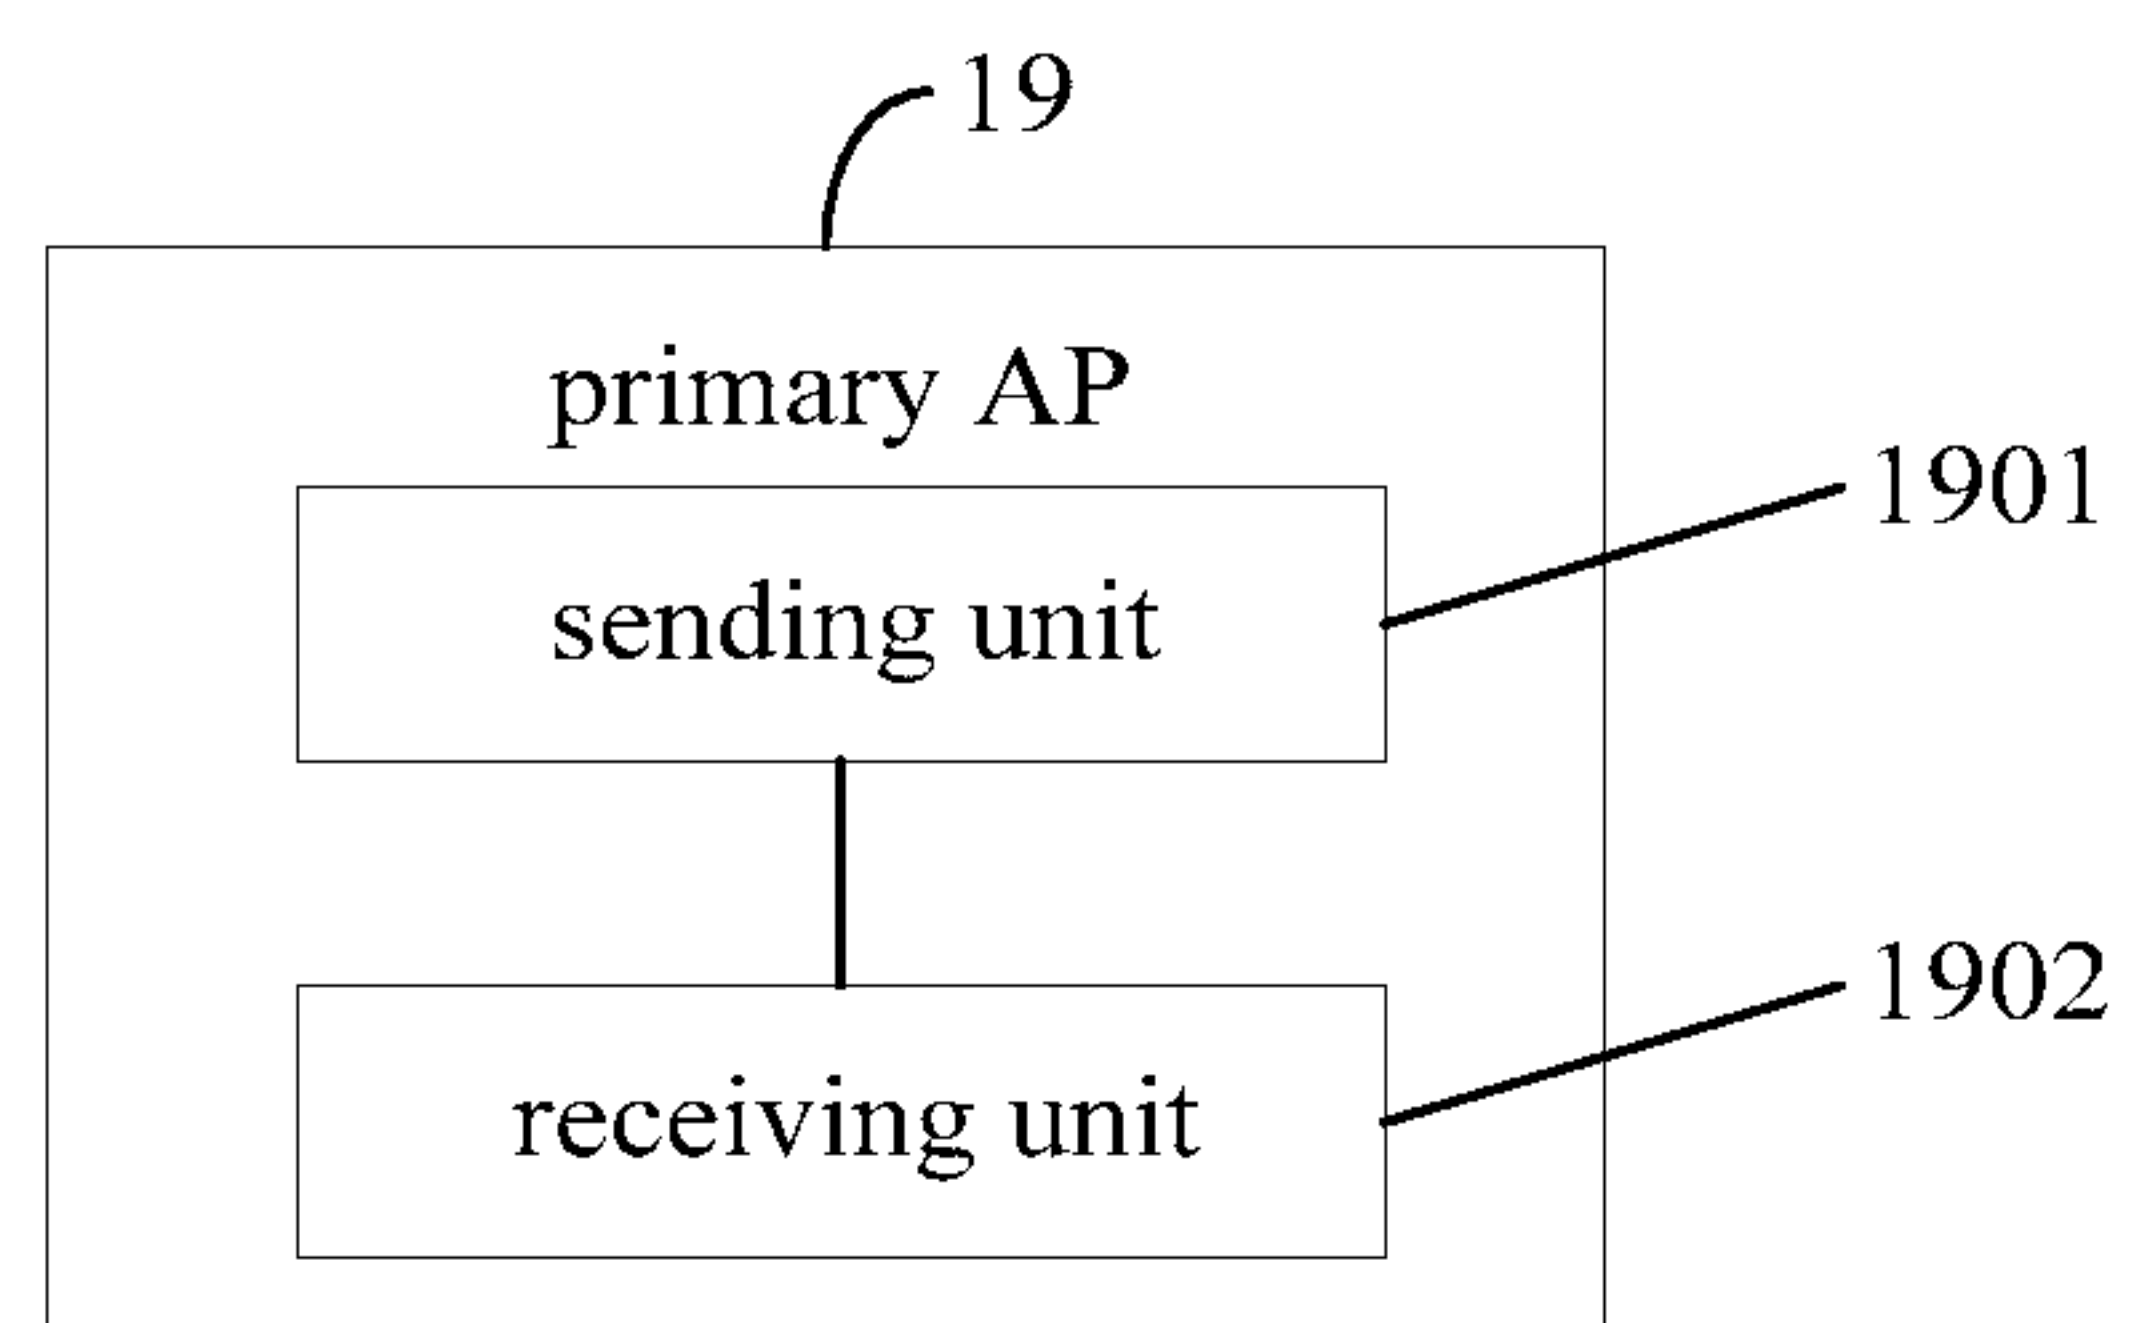 19
primary AP
1901
sending unit
1902
receiving unit